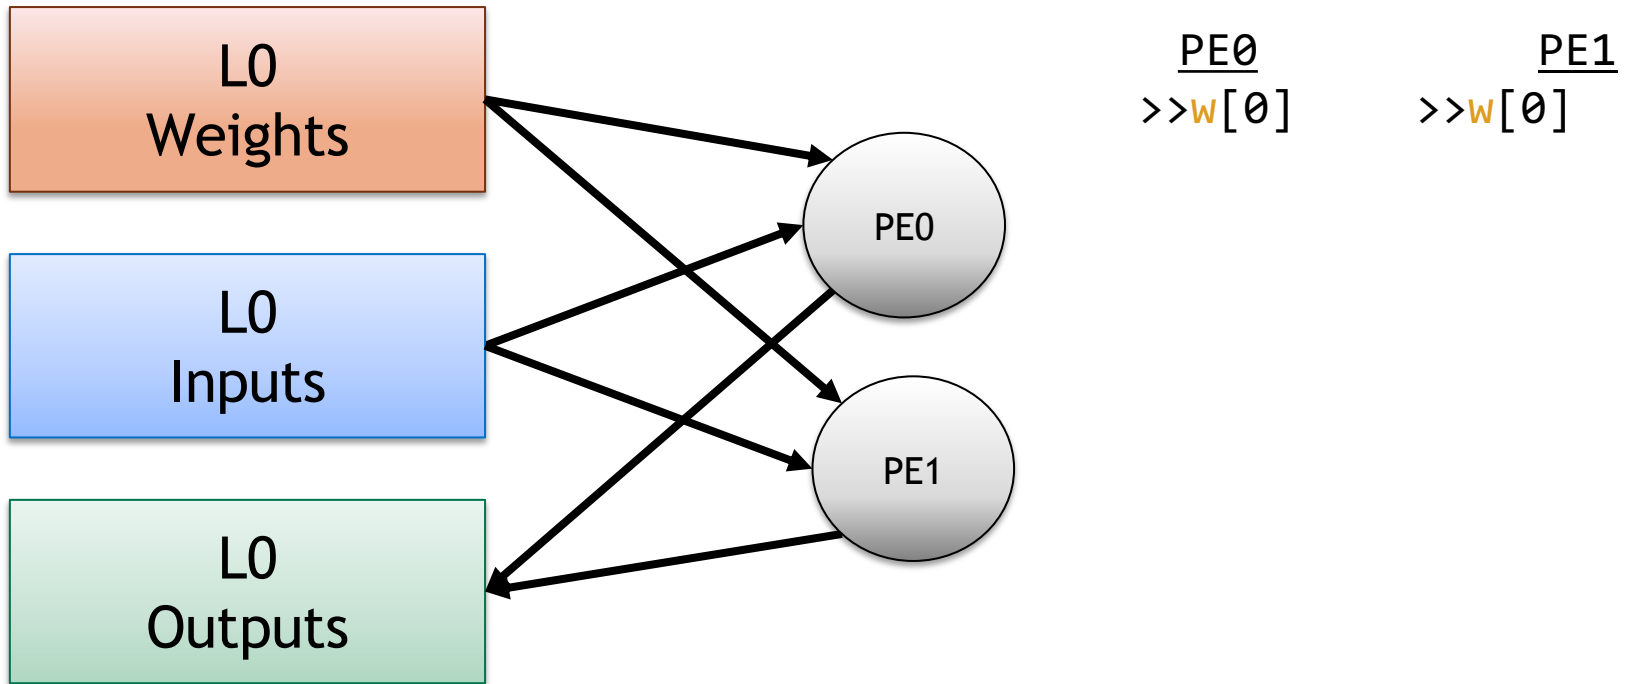 L0
Weights
L0
Inputs
L0
Outputs
PE0
PE1
PE0 PE1
>>w[0] >>w[0]